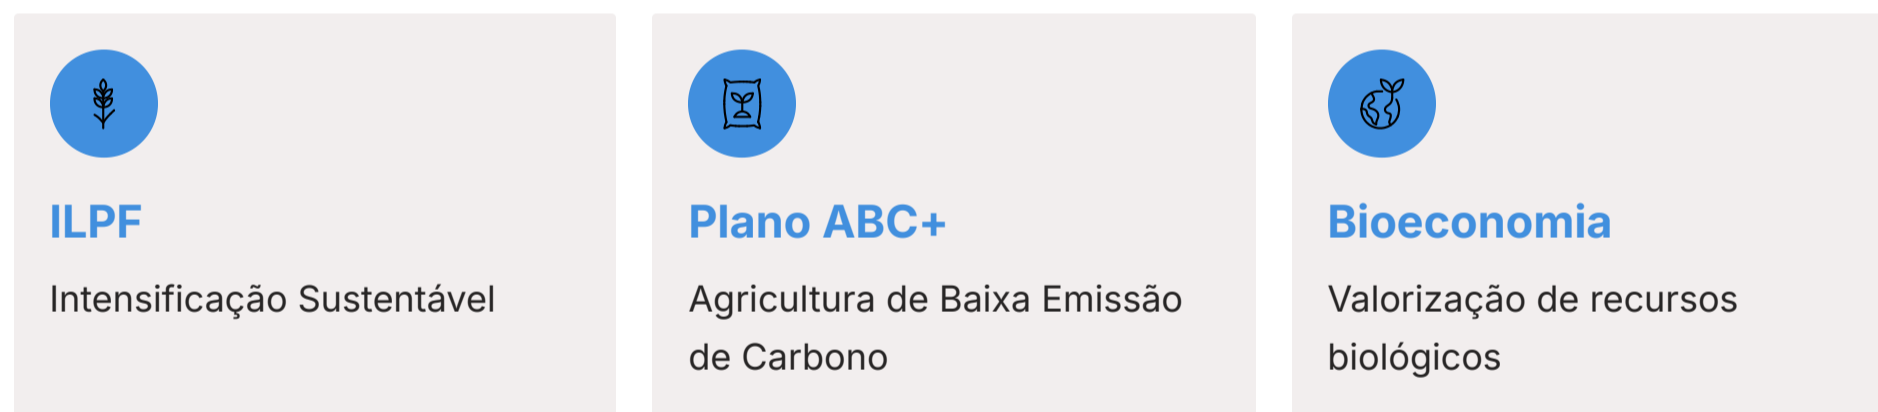 ILPF
Intensificação Sustentável
Plano ABC+
Agricultura de Baixa Emissão
de Carbono
Bioeconomia
Valorização de recursos
biológicos